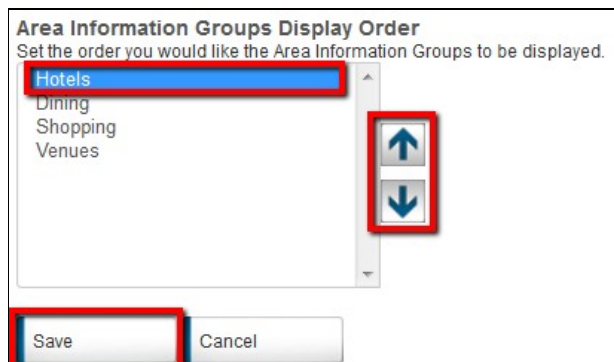 Area Information Groups Display Order
Set the order you would like the Area Information Groups to be displayed.
Hotels
Dining
Shopping
Venues
Save
Cancel